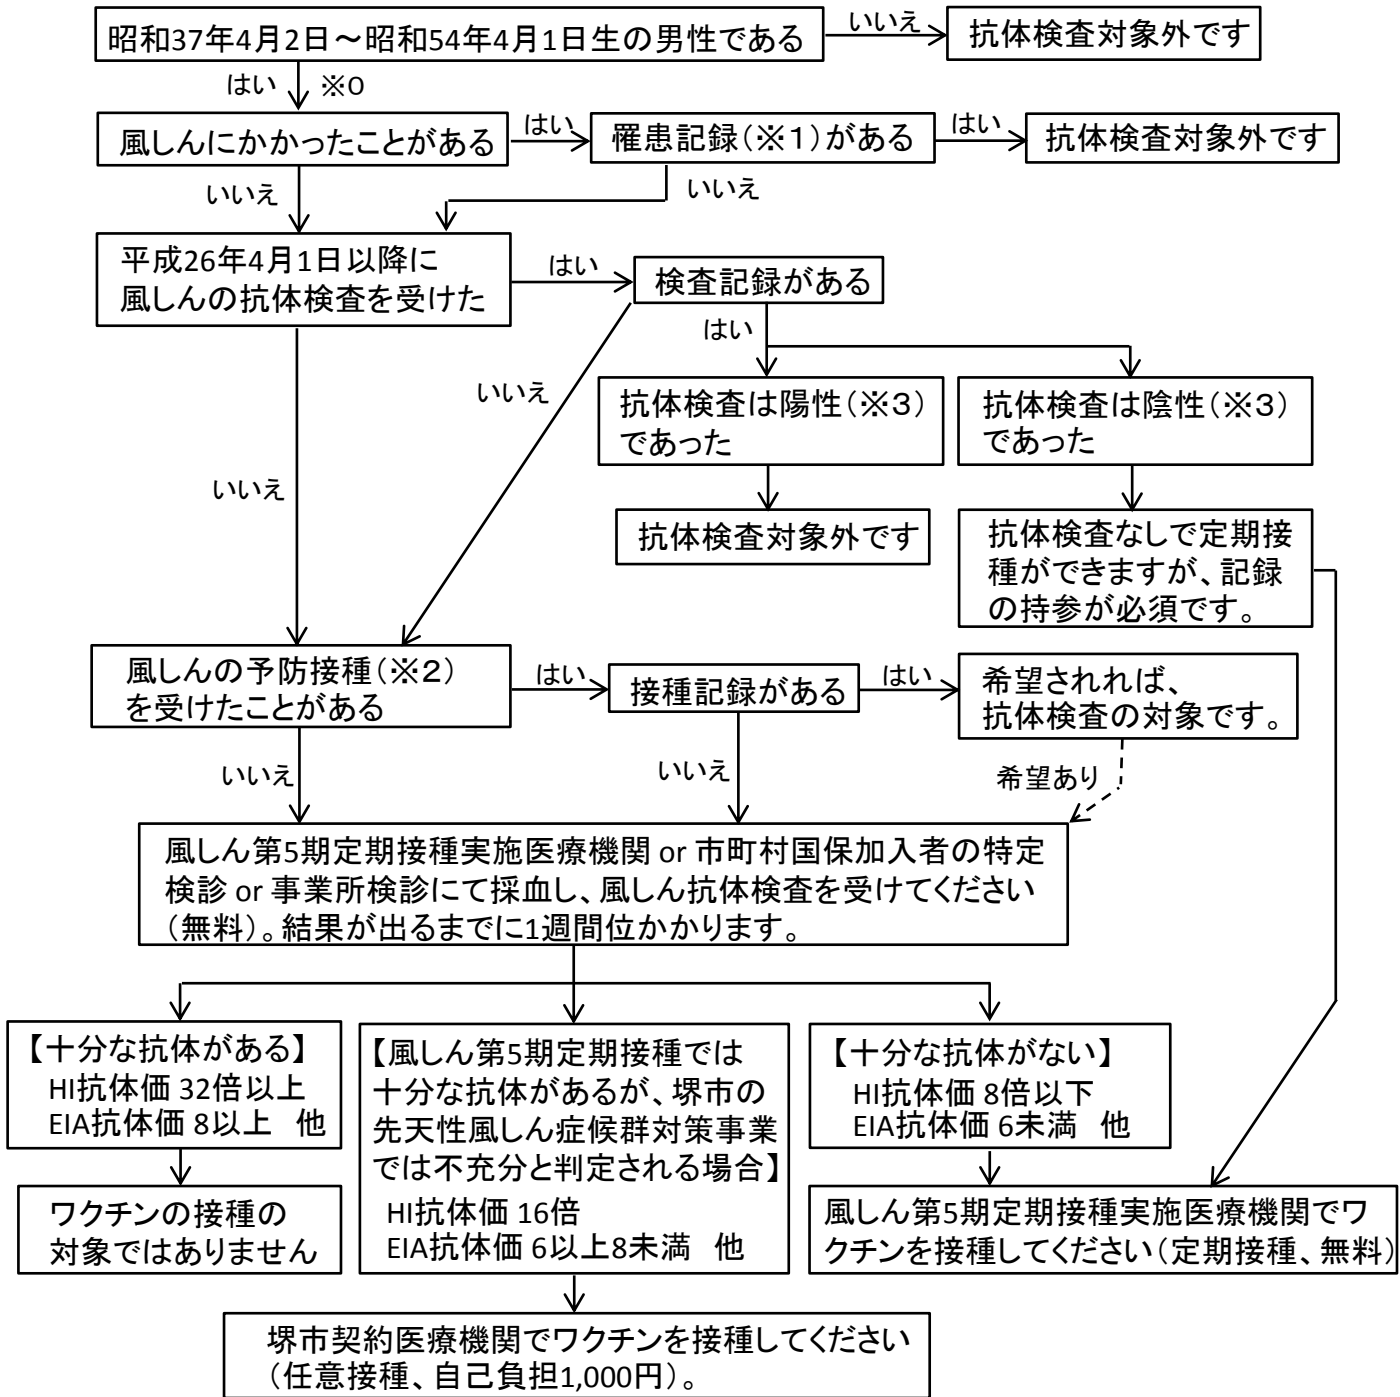 昭和37年4月2日～昭和54年4月1日生の男性である
いいえ
抗体検査対象外です
はい ※0
風しんにかかったことがある
はい
罹患記録(※1)がある
はい
抗体検査対象外です
いいえ
いいえ
平成26年4月1日以降に
風しんの抗体検査を受けた
はい
検査記録がある
はい
いいえ
抗体検査は陽性(※3)
であった
抗体検査は陰性(※3)
であった
いいえ
抗体検査対象外です
抗体検査なしで定期接
種ができますが、記録
の持参が必須です。
風しんの予防接種(※2)
を受けたことがある
はい
接種記録がある
はい
希望されれば、
抗体検査の対象です。
いいえ
いいえ
希望あり
風しん第5期定期接種実施医療機関 or 市町村国保加入者の特定
検診 or 事業所検診にて採血し、風しん抗体検査を受けてください
(無料)。結果が出るまでに1週間位かかります。
【十分な抗体がある】
HI抗体価 32倍以上
EIA抗体価 8以上 他
【風しん第5期定期接種では
十分な抗体があるが、堺市の
先天性風しん症候群対策事業
では不充分と判定される場合】
HI抗体価 16倍
EIA抗体価 6以上8未満 他
【十分な抗体がない】
HI抗体価 8倍以下
EIA抗体価 6未満 他
ワクチンの接種の
対象ではありません
風しん第5期定期接種実施医療機関でワ
クチンを接種してください(定期接種、無料)
堺市契約医療機関でワクチンを接種してください
(任意接種、自己負担1,000円)。